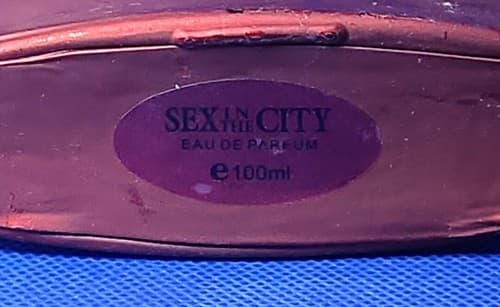 SEX IN THE CITY
EAU DE PARFUM
e 100ml